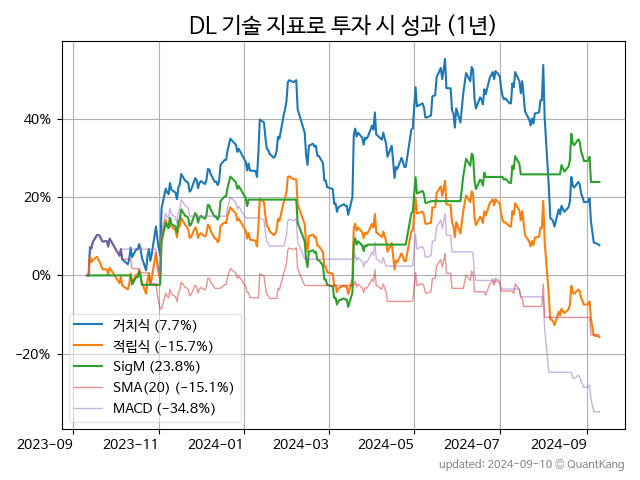 DL 기술 지표로 투자 시 성과 (1년)
40%
20%
0%
−20%
거치식 (7.7%)
적립식 (−15.7%)
SigM (23.8%)
SMA(20) (−15.1%)
MACD (−34.8%)
2023-09
2023-11
2024-01
2024-03
2024-05
2024-07
2024-09
updated: 2024-09-10 © QuantKang